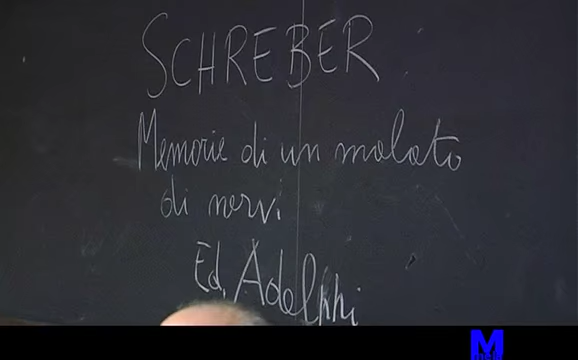 SCHREBER
Memorie di un malato
di nervi
Ed. Adelphi
M